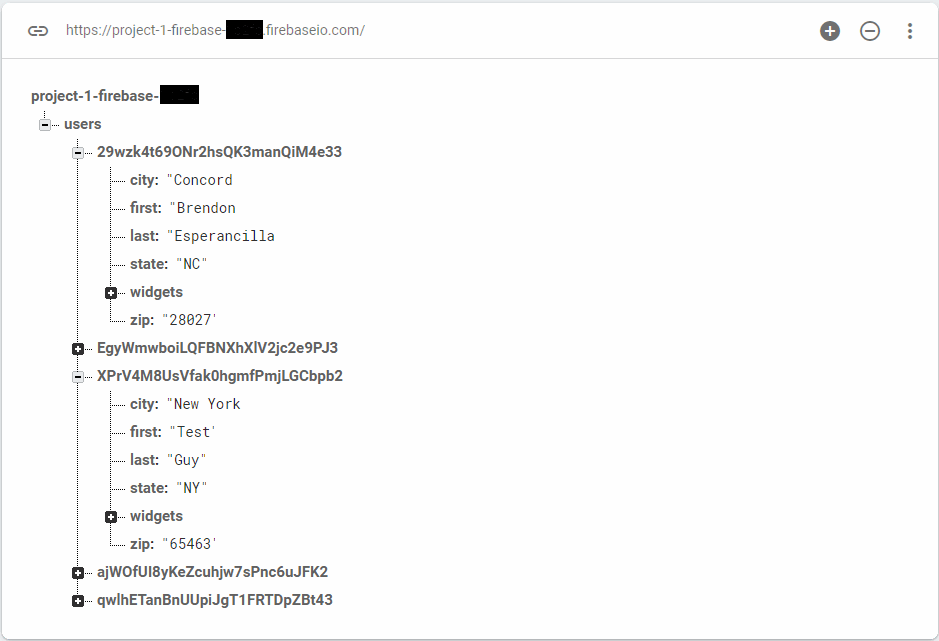 https://project-1-firebase- .firebaseio.com/
project-1-firebase-
users
29wzk4t69ONr2hsQK3manQiM4e33
city: "Concord
first: "Brendon
last: "Esperancilla
state: "NC"
widgets
zip: "28027'
EgyWmwboiLQFBNXhXlV2jc2e9PJ3
XPrV4M8UsVfak0hgmfPmjLGCbpb2
city: "New York
first: "Test'
last: "Guy"
state: "NY"
widgets
zip: "65463'
ajWOfUI8yKeZcuhjw7sPnc6uJFK2
qwlhETanBnUUpiJgT1FRTDpZBt43